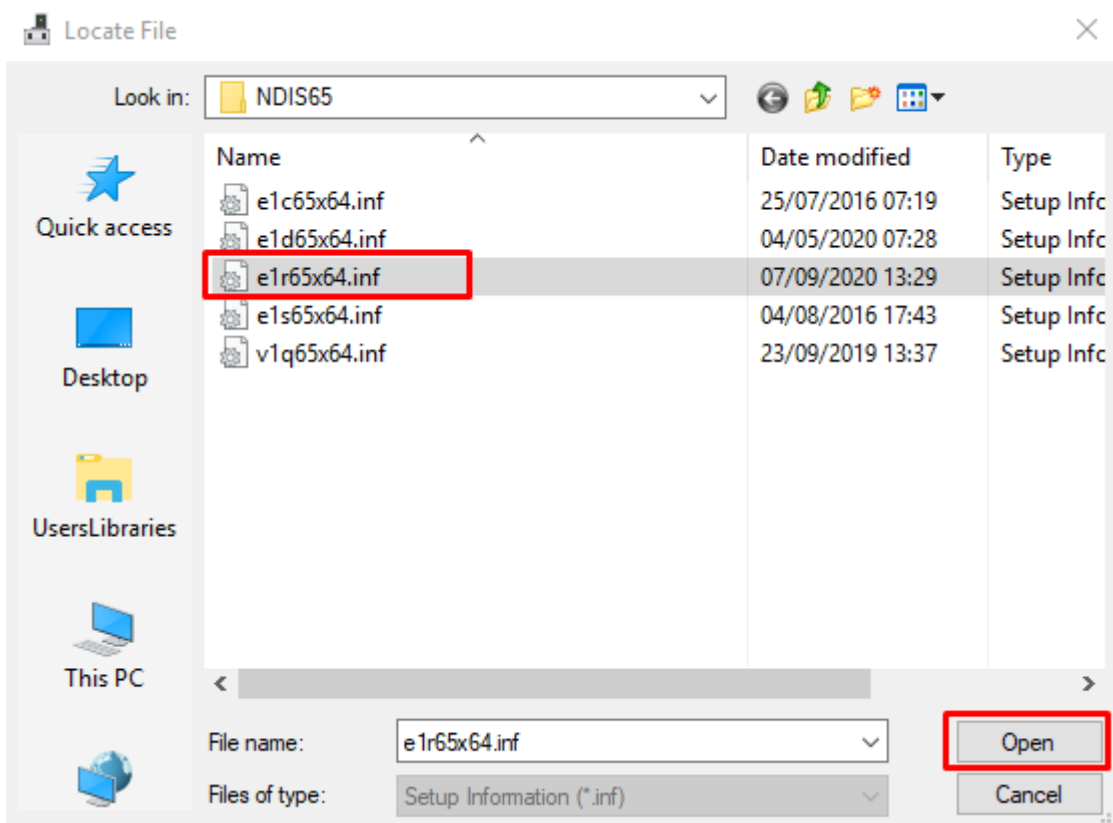 Locate File
Look in: NDIS65
Name Date modified Type
e1c65x64.inf 25/07/2016 07:19 Setup Infc
e1d65x64.inf 04/05/2020 07:28 Setup Infc
e1r65x64.inf 07/09/2020 13:29 Setup Infc
e1s65x64.inf 04/08/2016 17:43 Setup Infc
v1q65x64.inf 23/09/2019 13:37 Setup Infc
Quick access
Desktop
UsersLibraries
This PC
File name: e1r65x64.inf Open
Files of type: Setup Information (*.inf) Cancel